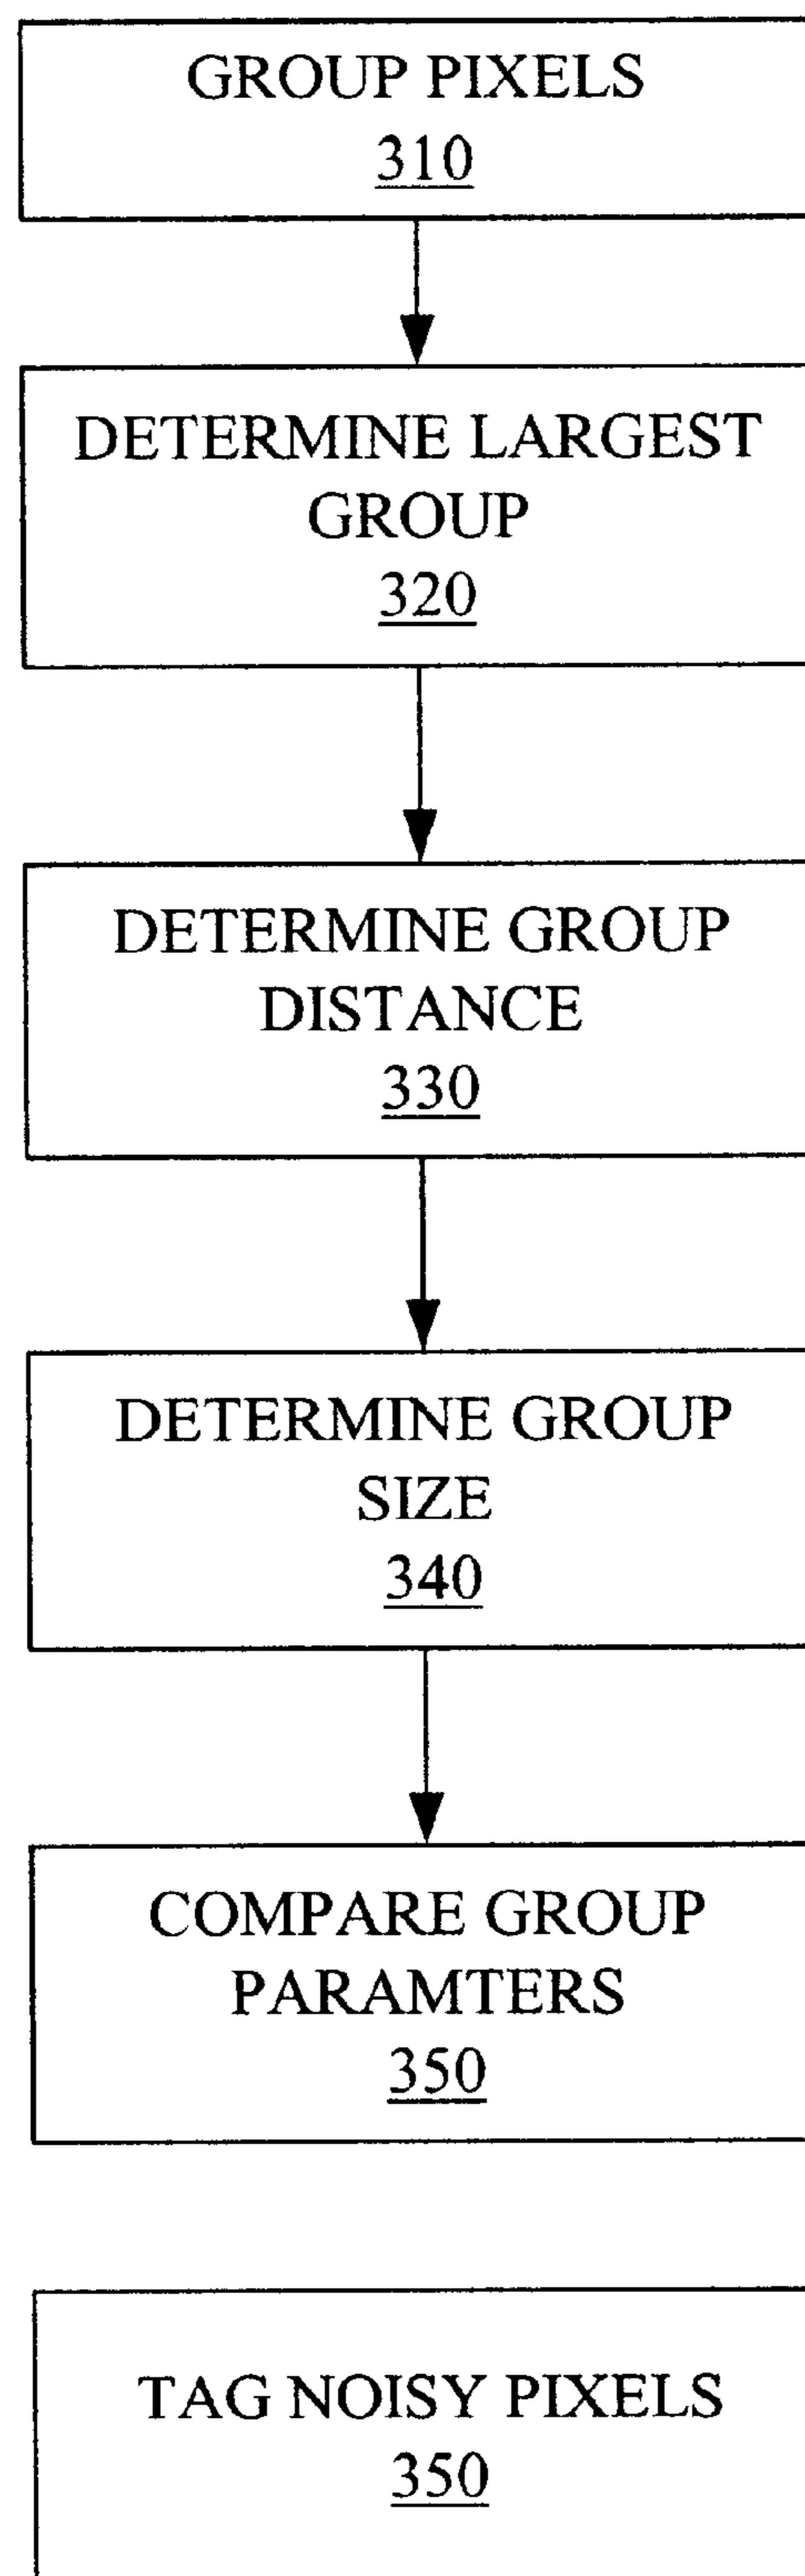 GROUP PIXELS
310
DETERMINE LARGEST
GROUP
320
DETERMINE GROUP
DISTANCE
330
DETERMINE GROUP
SIZE
340
COMPARE GROUP
PARAMTERS
350
TAG NOISY PIXELS
350